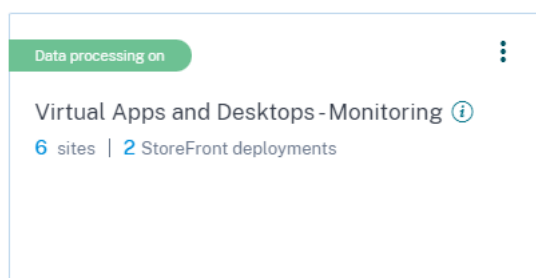 Data processing on
Virtual Apps and Desktops - Monitoring i
6 sites | 2 StoreFront deployments